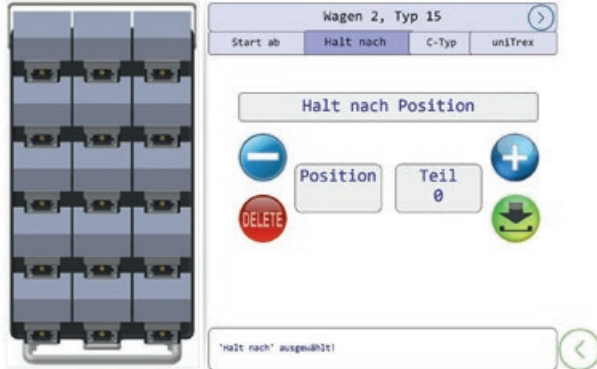 Wagen 2, Typ 15
Start ab
Halt nach
C-Typ
uniTrex
Halt nach Position
Position
Teil
0
DELETE
'Halt nach' ausgewählt!